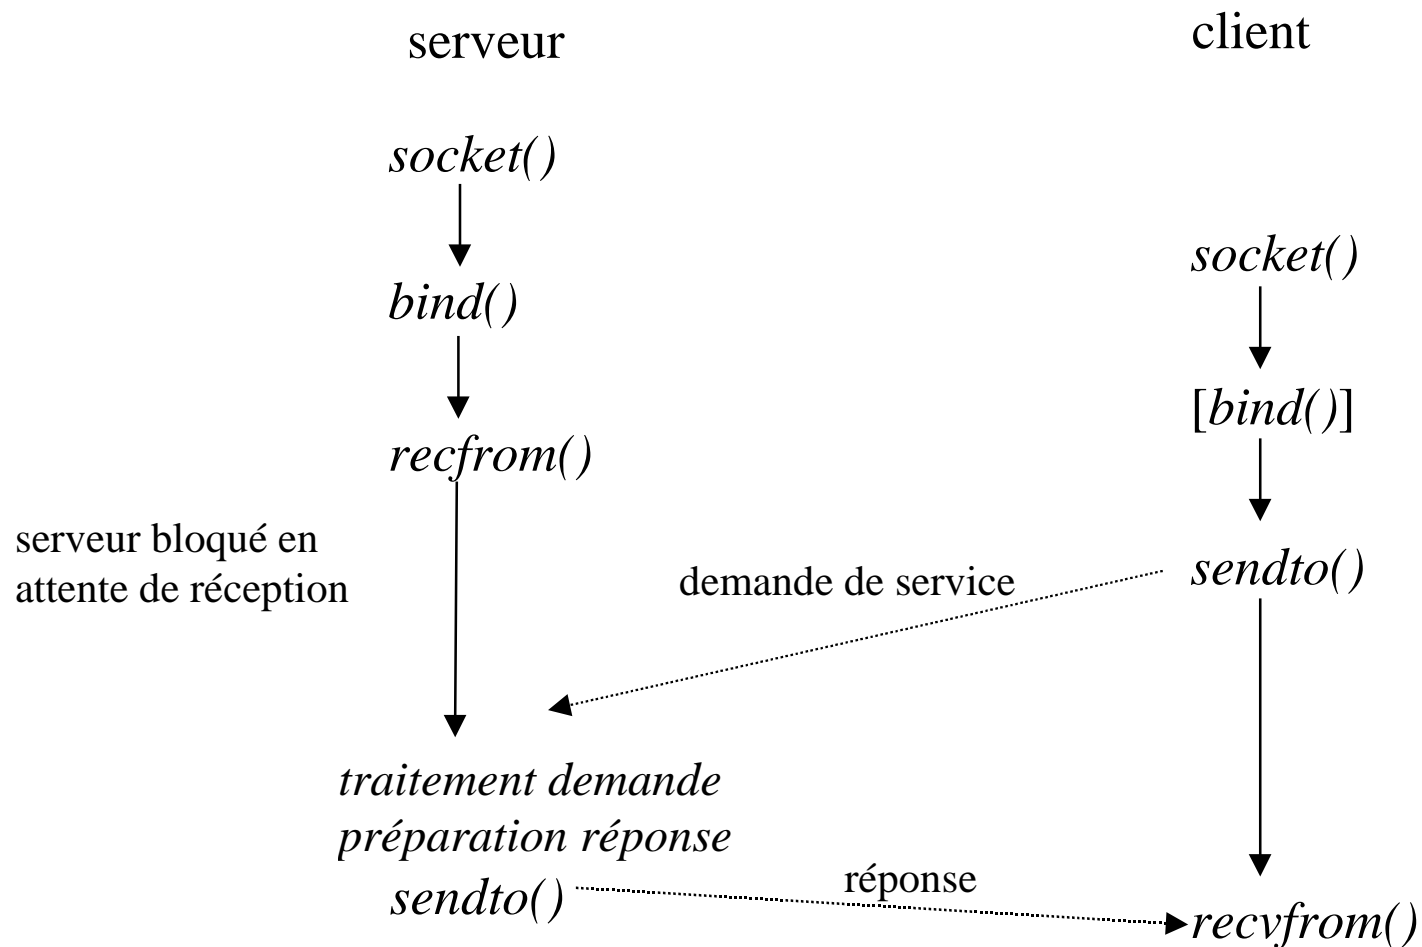 serveur
client
socket()
bind()
recfrom()
serveur bloqué en
attente de réception
socket()
[bind()]
sendto()
demande de service
traitement demande
préparation réponse
sendto()
réponse
recvfrom()